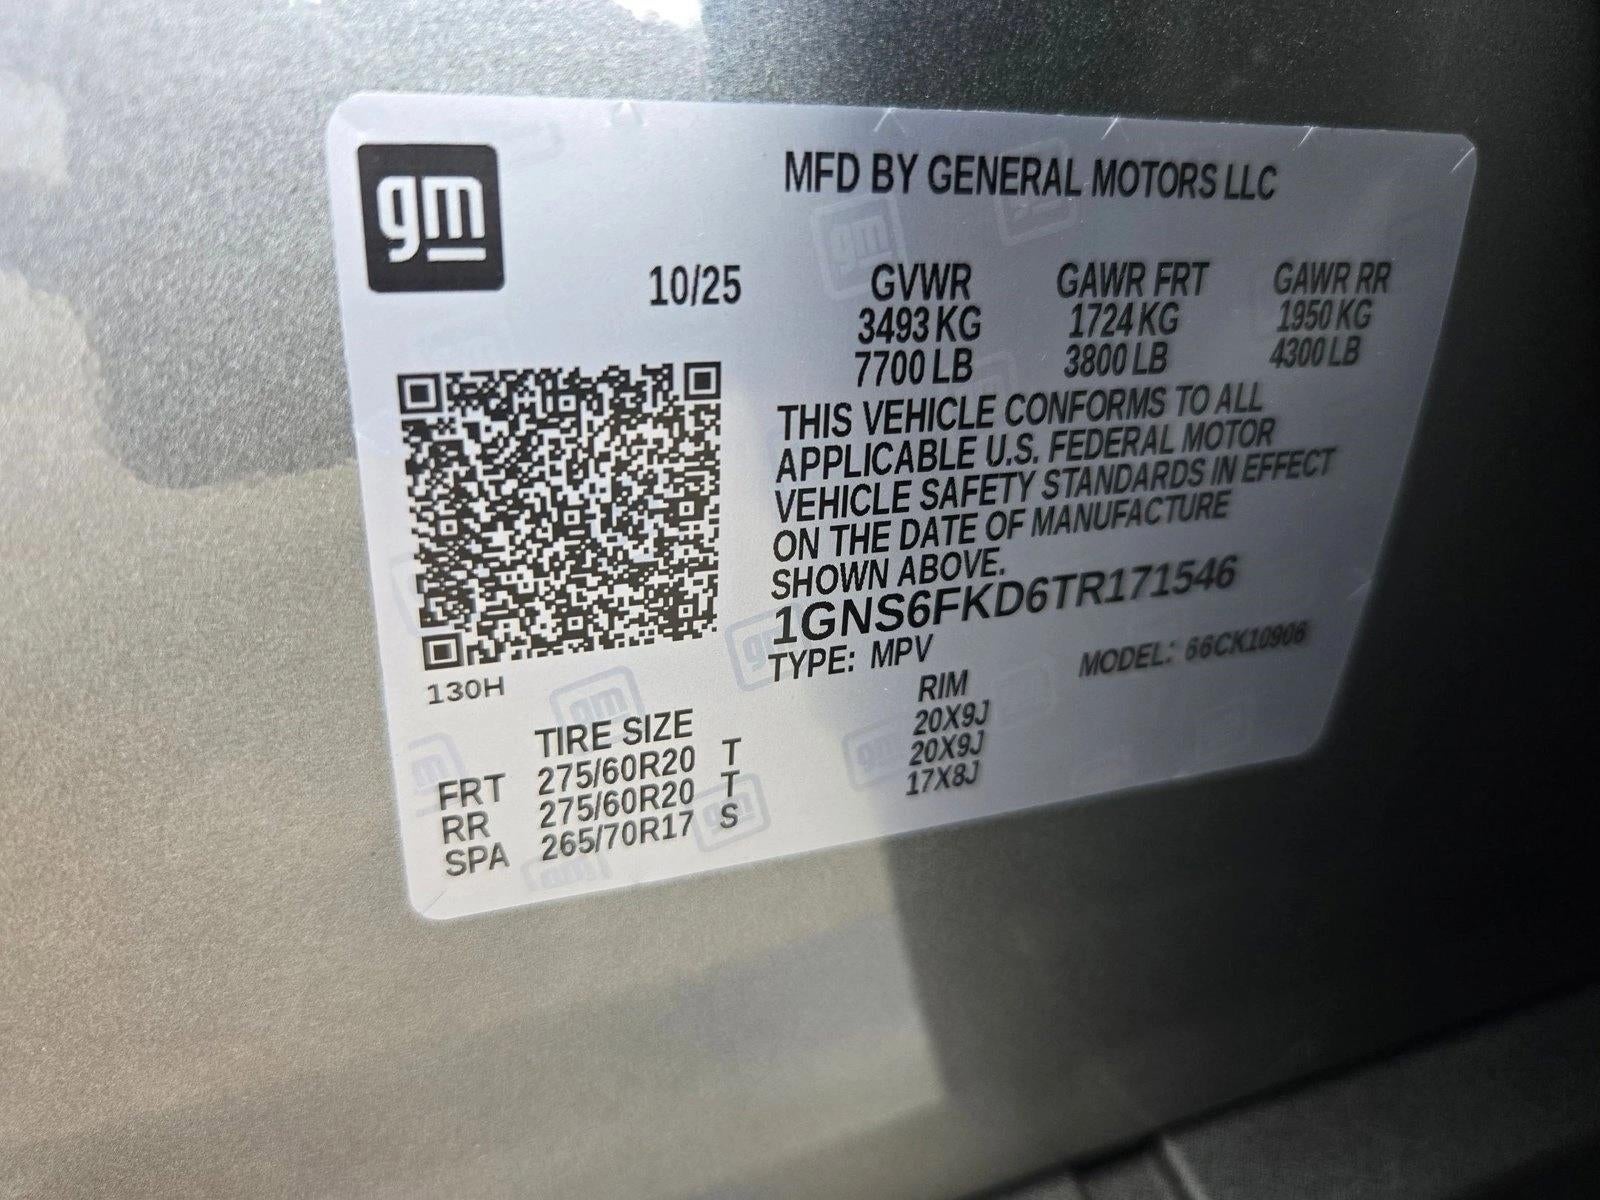 gm
MFD BY GENERAL MOTORS LLC
10/25
GVWR GAWR FRT GAWR RR
3493 KG 1724 KG 1950 KG
7700 LB 3800 LB 4300 LB
THIS VEHICLE CONFORMS TO ALL
APPLICABLE U.S. FEDERAL MOTOR
VEHICLE SAFETY STANDARDS IN EFFECT
ON THE DATE OF MANUFACTURE
SHOWN ABOVE.
1GNS6FKD6TR171546
TYPE: MPV MODEL: 66CK10906
130H
TIRE SIZE RIM
FRT 275/60R20 T 20X9J
RR 275/60R20 T 20X9J
SPA 265/70R17 S 17X8J